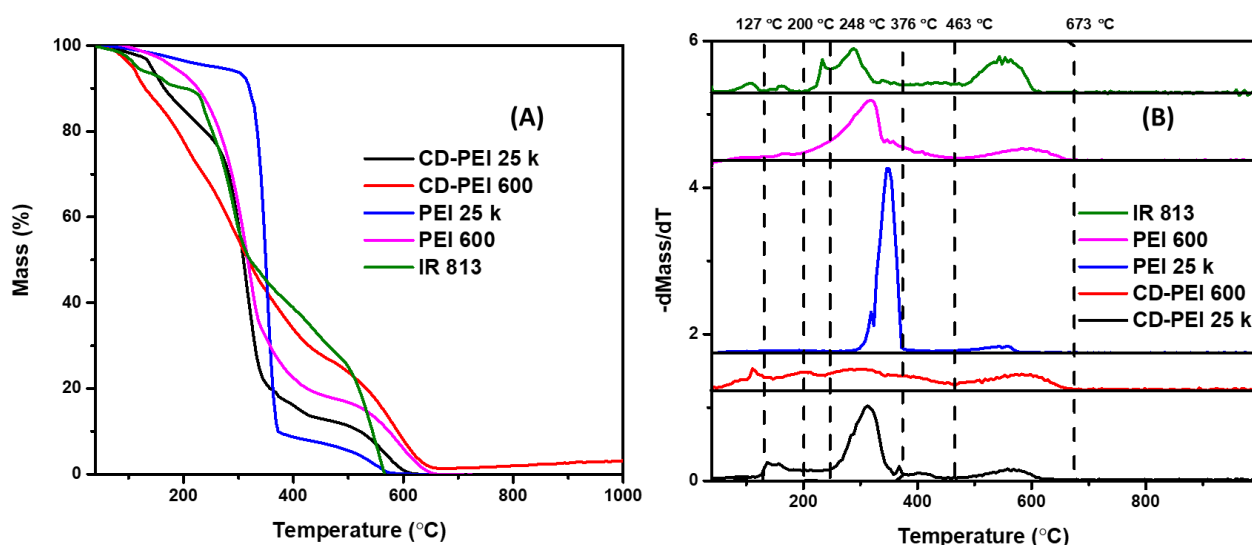 (A)
100
80
60
40
20
0
Mass (%)
CD-PEI 25 k
CD-PEI 600
PEI 25 k
PEI 600
IR 813
200
400
600
800
1000
Temperature (°C)
(B)
127 °C 200 °C 248 °C 376 °C 463 °C 673 °C
6
4
2
0
-dMass/dT
IR 813
PEI 600
PEI 25 k
CD-PEI 600
CD-PEI 25 k
200
400
600
800
Temperature (°C)